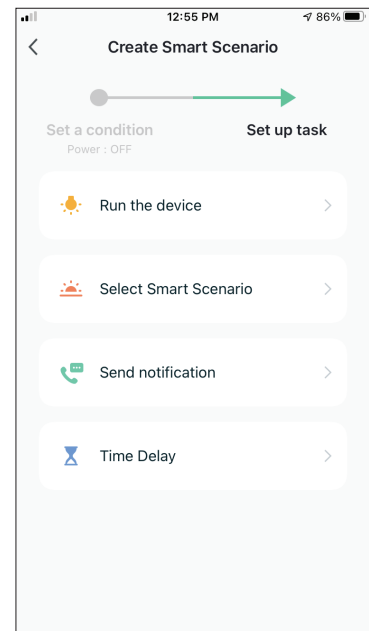 12:55 PM 86%
Create Smart Scenario
Set a condition Set up task
Power : OFF
Run the device
Select Smart Scenario
Send notification
Time Delay